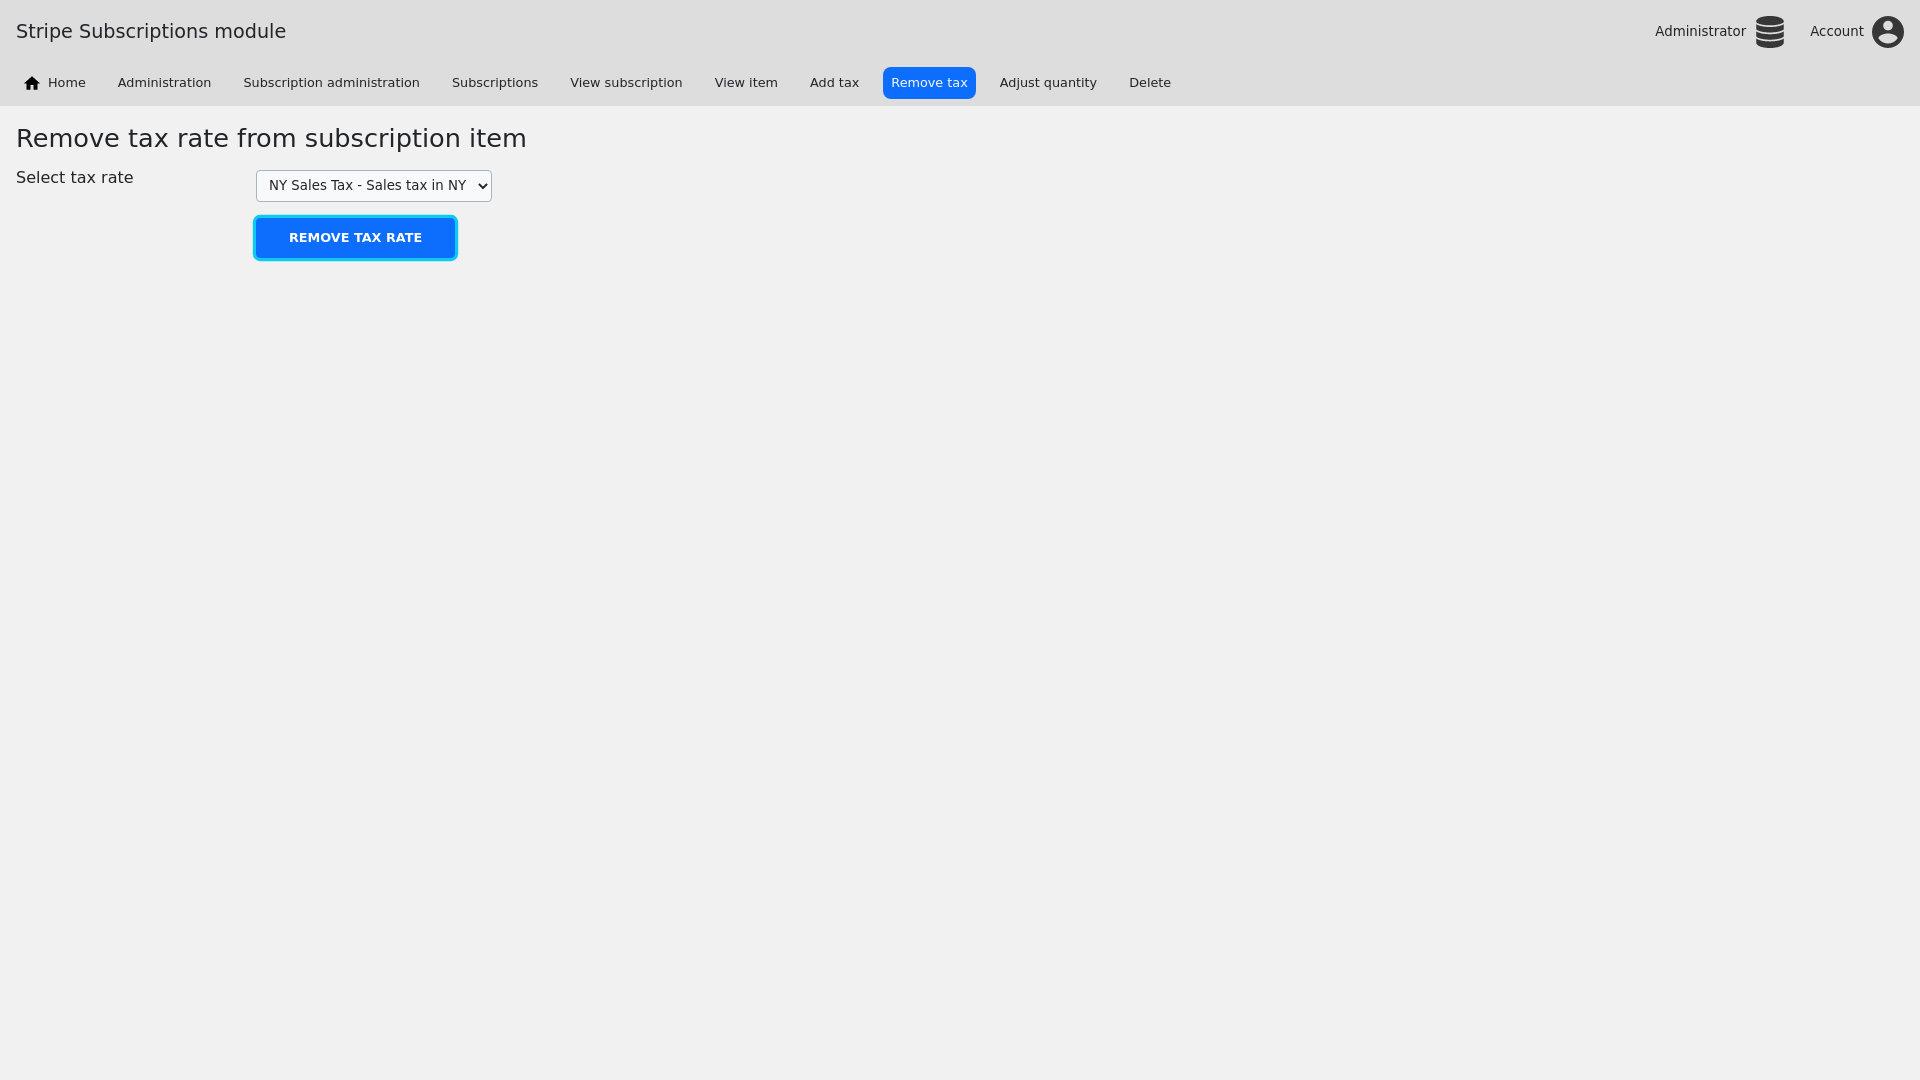 Stripe Subscriptions module
Administrator
Account
Home Administration Subscription administration Subscriptions View subscription View item Add tax Remove tax Adjust quantity Delete
Remove tax rate from subscription item
Select tax rate
NY Sales Tax - Sales tax in NY
REMOVE TAX RATE